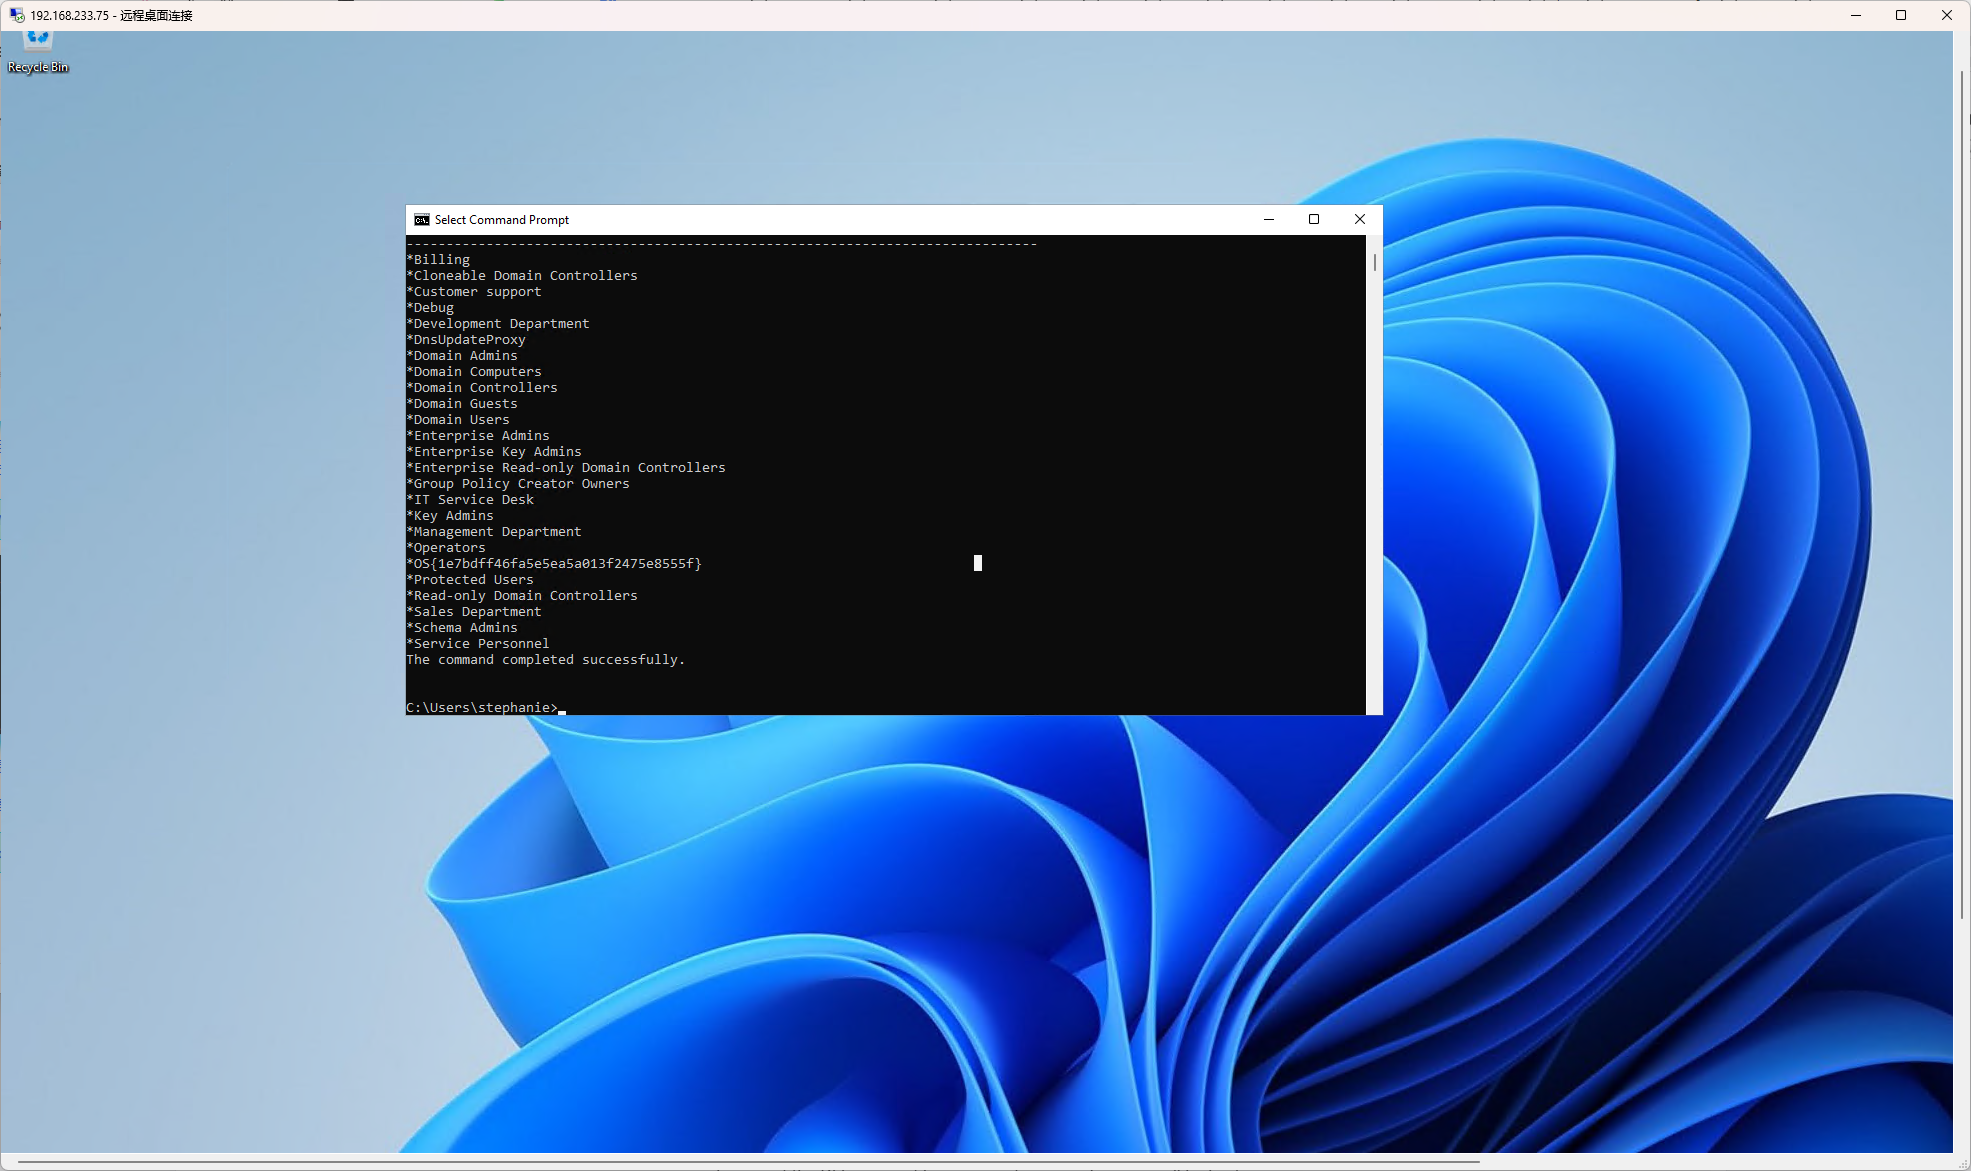 192.168.233.75 - 远程桌面连接
Recycle Bin
Select Command Prompt
-------------------------------------------------------------------------------
*Billing
*Cloneable Domain Controllers
*Customer support
*Debug
*Development Department
*DnsUpdateProxy
*Domain Admins
*Domain Computers
*Domain Controllers
*Domain Guests
*Domain Users
*Enterprise Admins
*Enterprise Key Admins
*Enterprise Read-only Domain Controllers
*Group Policy Creator Owners
*IT Service Desk
*Key Admins
*Management Department
*Operators
*OS{1e7bdff46fa5e5ea5a013f2475e8555f}
*Protected Users
*Read-only Domain Controllers
*Sales Department
*Schema Admins
*Service Personnel
The command completed successfully.
C:\Users\stephanie>